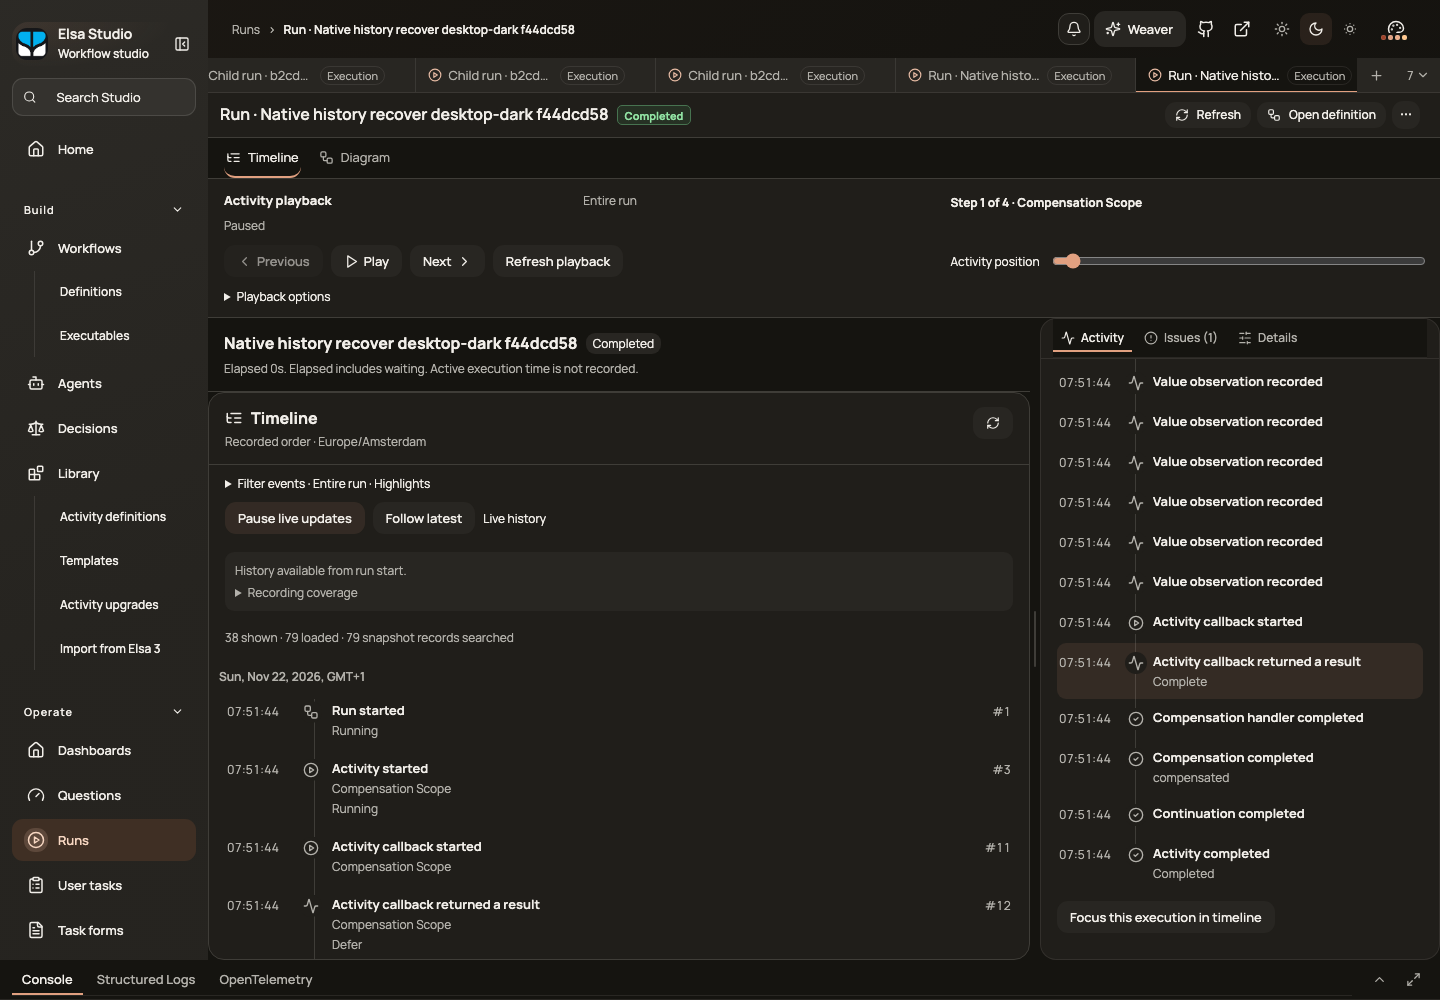 Elsa Studio
Workflow studio
Search Studio
Home
Build
Workflows
Definitions
Executables
Agents
Decisions
Library
Activity definitions
Templates
Activity upgrades
Import from Elsa 3
Operate
Dashboards
Questions
Runs
User tasks
Task forms
Runs › Run · Native history recover desktop-dark f44dcd58
Weaver
Child run · b2cd... Execution
Child run · b2cd... Execution
Child run · b2cd... Execution
Run · Native histo... Execution
Run · Native histo... Execution
7
Run · Native history recover desktop-dark f44dcd58 Completed
Refresh
Open definition
Timeline
Diagram
Activity playback
Entire run
Step 1 of 4 · Compensation Scope
Paused
Previous
Play
Next
Refresh playback
Activity position
Playback options
Native history recover desktop-dark f44dcd58 Completed
Elapsed 0s. Elapsed includes waiting. Active execution time is not recorded.
Timeline
Recorded order · Europe/Amsterdam
Filter events · Entire run · Highlights
Pause live updates
Follow latest
Live history
History available from run start.
Recording coverage
38 shown · 79 loaded · 79 snapshot records searched
Sun, Nov 22, 2026, GMT+1
07:51:44 Run started #1
Running
07:51:44 Activity started #3
Compensation Scope
Running
07:51:44 Activity callback started #11
Compensation Scope
07:51:44 Activity callback returned a result #12
Compensation Scope
Defer
Activity
Issues (1)
Details
07:51:44 Value observation recorded
07:51:44 Value observation recorded
07:51:44 Value observation recorded
07:51:44 Value observation recorded
07:51:44 Value observation recorded
07:51:44 Value observation recorded
07:51:44 Activity callback started
07:51:44 Activity callback returned a result
Complete
07:51:44 Compensation handler completed
07:51:44 Compensation completed
compensated
07:51:44 Continuation completed
07:51:44 Activity completed
Completed
Focus this execution in timeline
Console
Structured Logs
OpenTelemetry